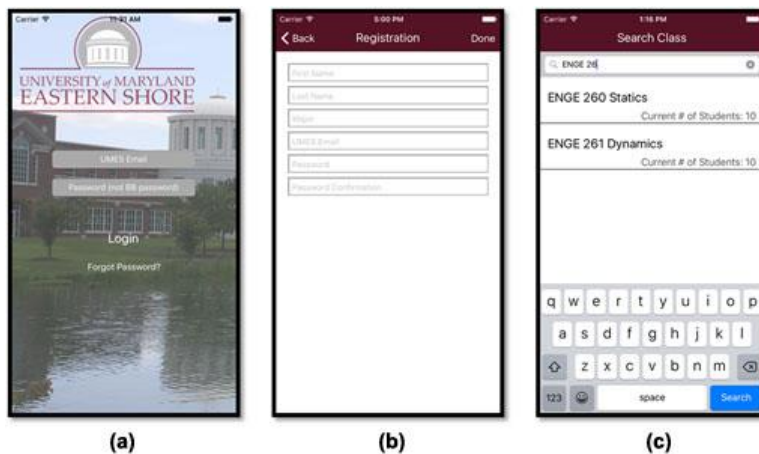 Carrier 11:31 AM
UNIVERSITY of MARYLAND
EASTERN SHORE
UMES Email
Password (not BB password)
Login
Forgot Password?
(a)
Carrier 5:00 PM
Back Registration Done
First Name
Last Name
Major
UMES Email
Password
Password Confirmation
(b)
Carrier 1:16 PM
Search Class
ENGE 26
ENGE 260 Statics
Current # of Students: 10
ENGE 261 Dynamics
Current # of Students: 10
q w e r t y u i o p
a s d f g h j k l
z x c v b n m
123 space Search
(c)